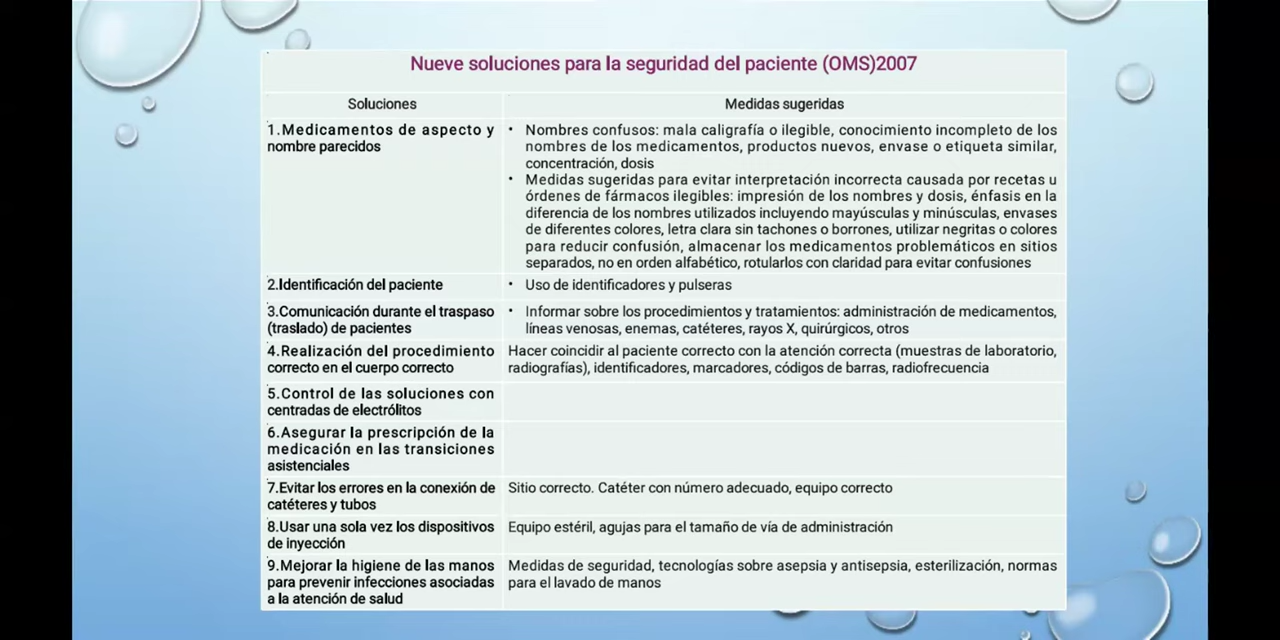 Nueve soluciones para la seguridad del paciente (OMS)2007
Soluciones
Medidas sugeridas
1.Medicamentos de aspecto y
nombre parecidos
• Nombres confusos: mala caligrafía o ilegible, conocimiento incompleto de los
nombres de los medicamentos, productos nuevos, envase o etiqueta similar,
concentración, dosis
• Medidas sugeridas para evitar interpretación incorrecta causada por recetas u
órdenes de fármacos ilegibles: impresión de los nombres y dosis, énfasis en la
diferencia de los nombres utilizados incluyendo mayúsculas y minúsculas, envases
de diferentes colores, letra clara sin tachones o borrones, utilizar negritas o colores
para reducir confusión, almacenar los medicamentos problemáticos en sitios
separados, no en orden alfabético, rotularlos con claridad para evitar confusiones
2.Identificación del paciente
• Uso de identificadores y pulseras
3.Comunicación durante el traspaso
(traslado) de pacientes
• Informar sobre los procedimientos y tratamientos: administración de medicamentos,
líneas venosas, enemas, catéteres, rayos X, quirúrgicos, otros
4.Realización del procedimiento
correcto en el cuerpo correcto
Hacer coincidir al paciente correcto con la atención correcta (muestras de laboratorio,
radiografías), identificadores, marcadores, códigos de barras, radiofrecuencia
5.Control de las soluciones con
centradas de electrólitos
6.Asegurar la prescripción de la
medicación en las transiciones
asistenciales
7.Evitar los errores en la conexión de
catéteres y tubos
Sitio correcto. Catéter con número adecuado, equipo correcto
8.Usar una sola vez los dispositivos
de inyección
Equipo estéril, agujas para el tamaño de vía de administración
9.Mejorar la higiene de las manos
para prevenir infecciones asociadas
a la atención de salud
Medidas de seguridad, tecnologías sobre asepsia y antisepsia, esterilización, normas
para el lavado de manos